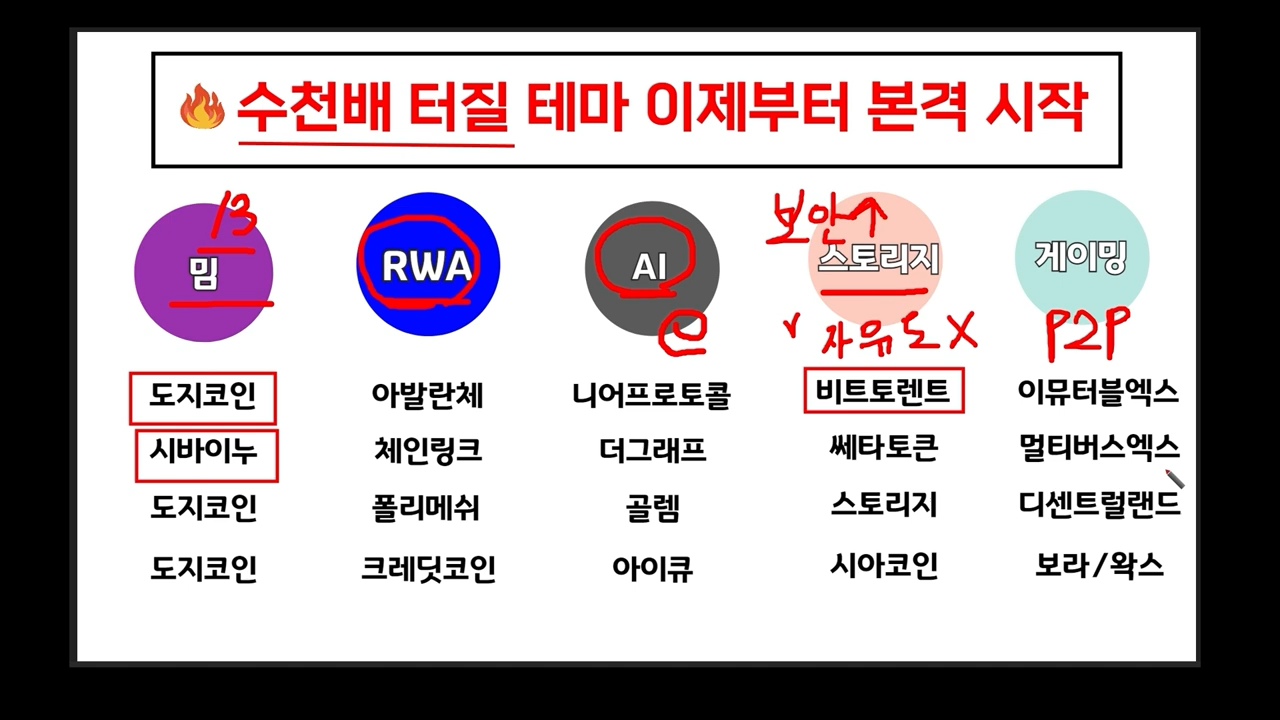 🔥 수천배 터질 테마 이제부터 본격 시작
13
보안↑
밈 RWA AI 스토리지 게이밍
자유도X P2P
도지코인 아발란체 니어프로토콜 비트토렌트 이뮤터블엑스
시바이누 체인링크 더그래프 쎄타토큰 멀티버스엑스
도지코인 폴리메쉬 골렘 스토리지 디센트럴랜드
도지코인 크레딧코인 아이큐 시아코인 보라/왁스